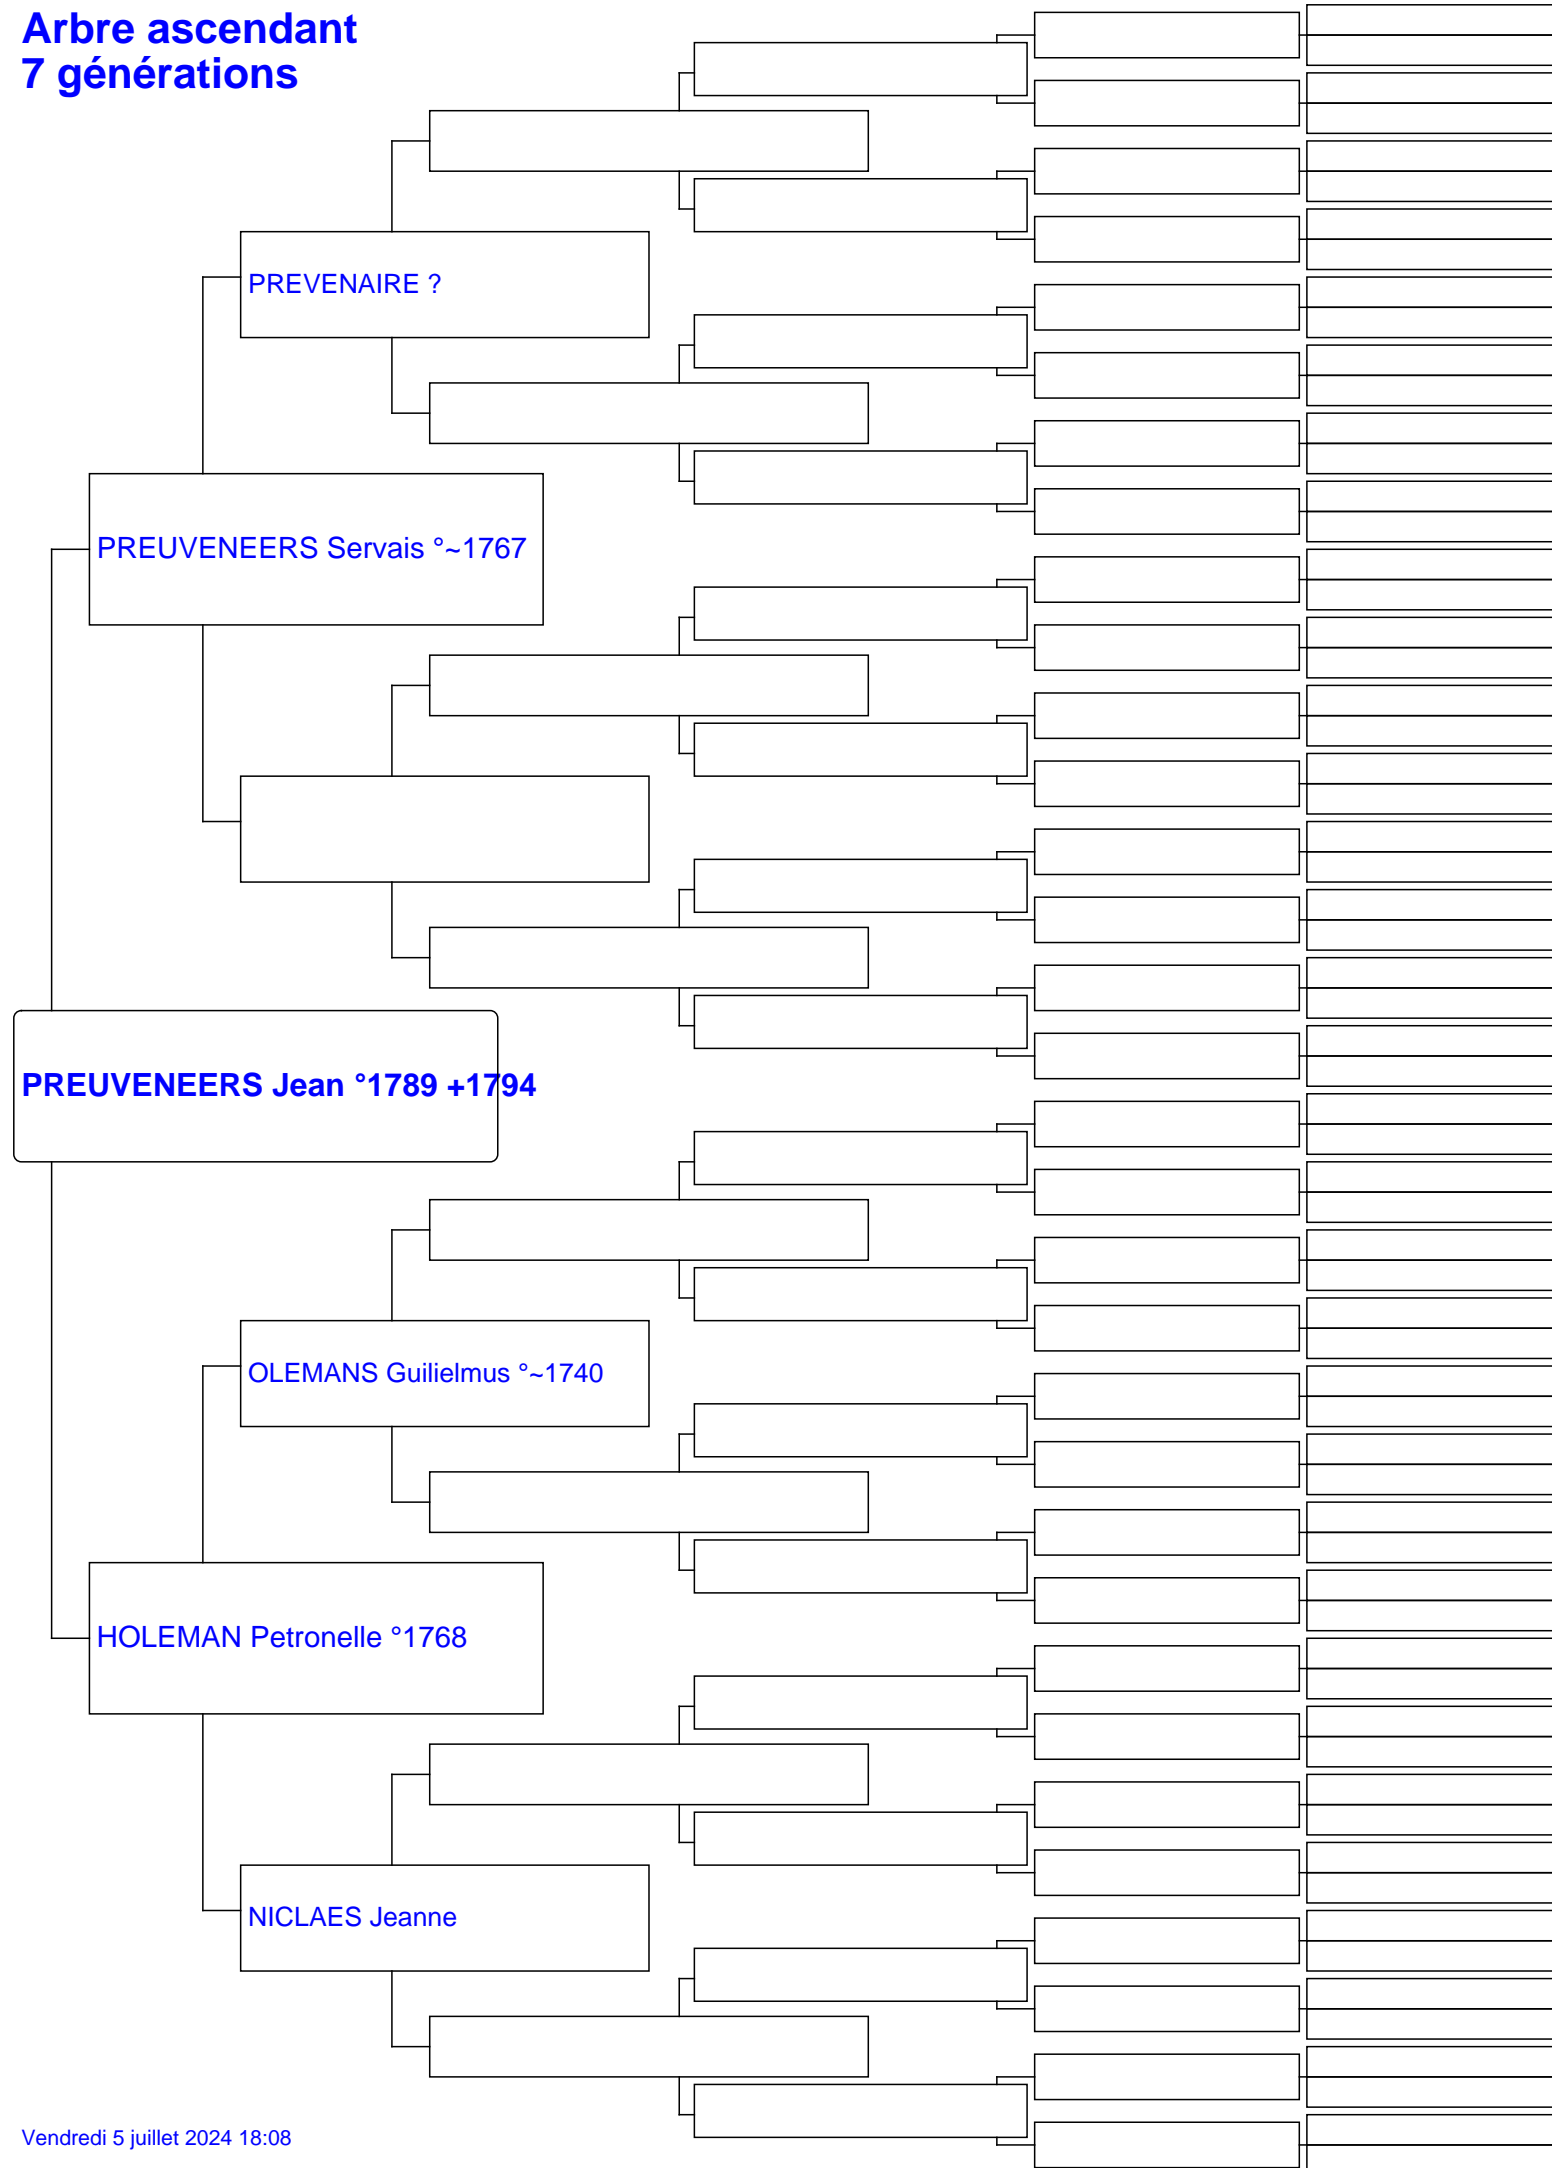 Arbre ascendant
7 générations
PREVENAIRE ?
PREUVENEERS Servais °~1767
PREUVENEERS Jean °1789 +1794
OLEMANS Guilielmus °~1740
HOLEMAN Petronelle °1768
NICLAES Jeanne
Vendredi 5 juillet 2024 18:08